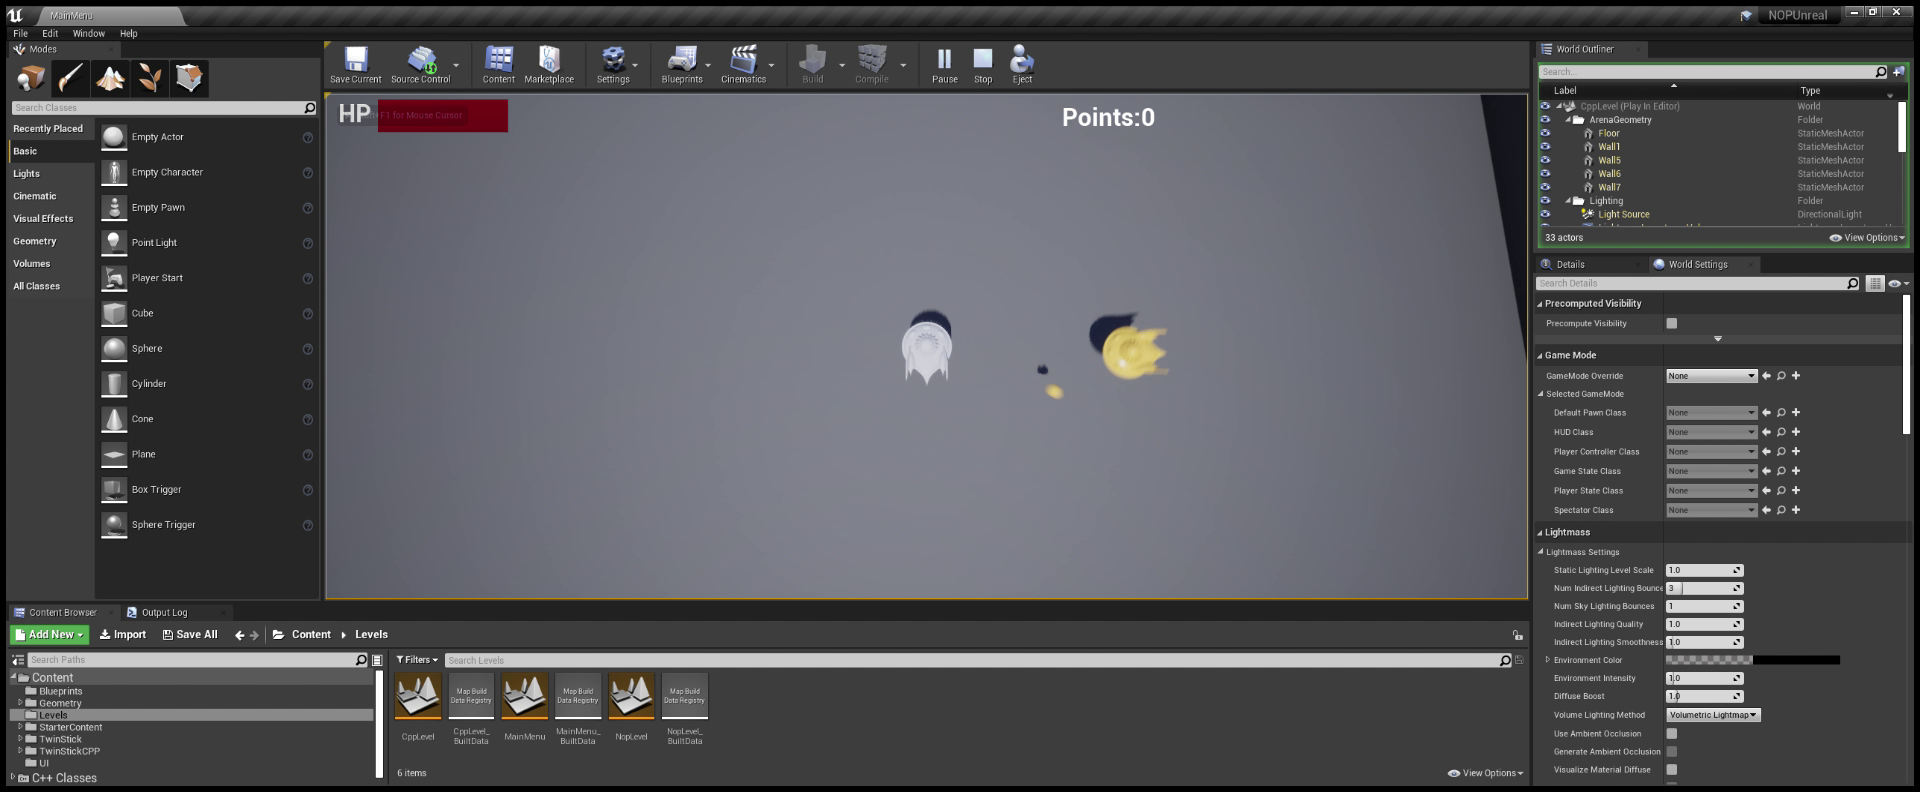 MainMenu
NOPUnreal
File Edit Window Help
Modes
Search Classes
Recently Placed
Basic
Lights
Cinematic
Visual Effects
Geometry
Volumes
All Classes
Empty Actor
Empty Character
Empty Pawn
Point Light
Player Start
Cube
Sphere
Cylinder
Cone
Plane
Box Trigger
Sphere Trigger
Save Current Source Control Content Marketplace Settings Blueprints Cinematics Build Compile Pause Stop Eject
HP
F1 for Mouse Cursor
Points:0
World Outliner
Search...
Label Type
CppLevel (Play In Editor) World
ArenaGeometry Folder
Floor StaticMeshActor
Wall1 StaticMeshActor
Wall5 StaticMeshActor
Wall6 StaticMeshActor
Wall7 StaticMeshActor
Lighting Folder
Light Source DirectionalLight
33 actors View Options
Details World Settings
Search Details
Precomputed Visibility
Precompute Visibility
Game Mode
GameMode Override None
Selected GameMode
Default Pawn Class None
HUD Class None
Player Controller Class None
Game State Class None
Player State Class None
Spectator Class None
Lightmass
Lightmass Settings
Static Lighting Level Scale 1.0
Num Indirect Lighting Bounce 3
Num Sky Lighting Bounces 1
Indirect Lighting Quality 1.0
Indirect Lighting Smoothness 1.0
Environment Color
Environment Intensity 1.0
Diffuse Boost 1.0
Volume Lighting Method Volumetric Lightmap
Use Ambient Occlusion
Generate Ambient Occlusion
Visualize Material Diffuse
Content Browser Output Log
Add New Import Save All Content Levels
Search Paths
Content
Blueprints
Geometry
Levels
StarterContent
TwinStick
TwinStickCPP
UI
C++ Classes
Filters Search Levels
Map Build
Data Registry
Map Build
Data Registry
Map Build
Data Registry
CppLevel
CppLevel_
BuiltData
MainMenu
MainMenu_
BuiltData
NopLevel
NopLevel_
BuiltData
6 items View Options